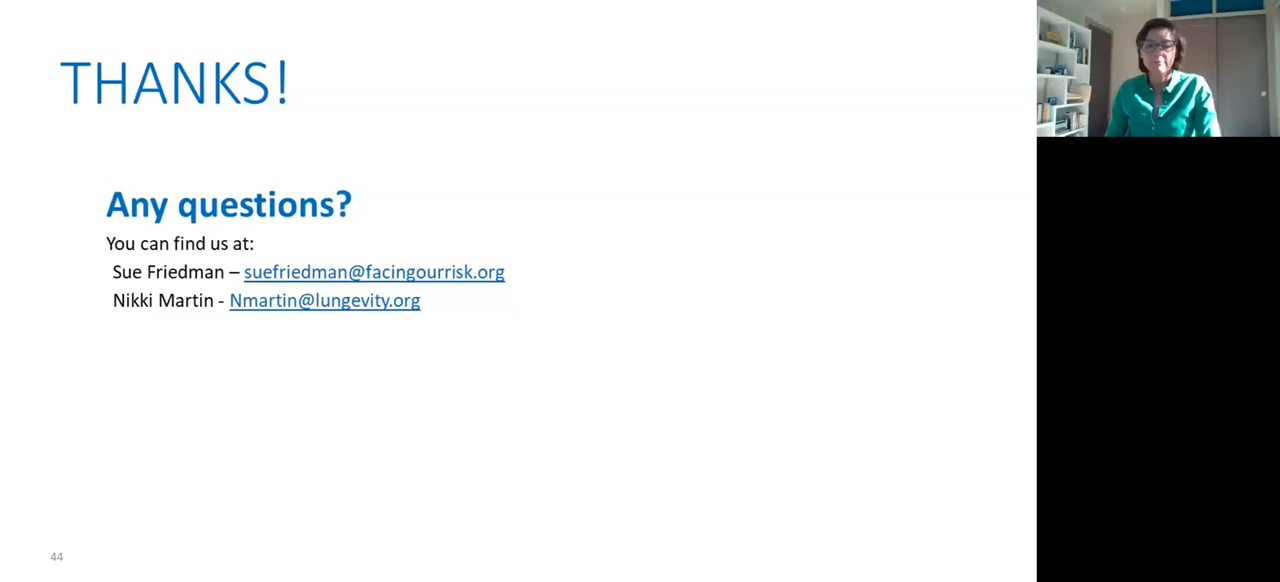 THANKS!
Any questions?
You can find us at:
Sue Friedman – suefriedman@facingourrisk.org
Nikki Martin - Nmartin@lungevity.org
44